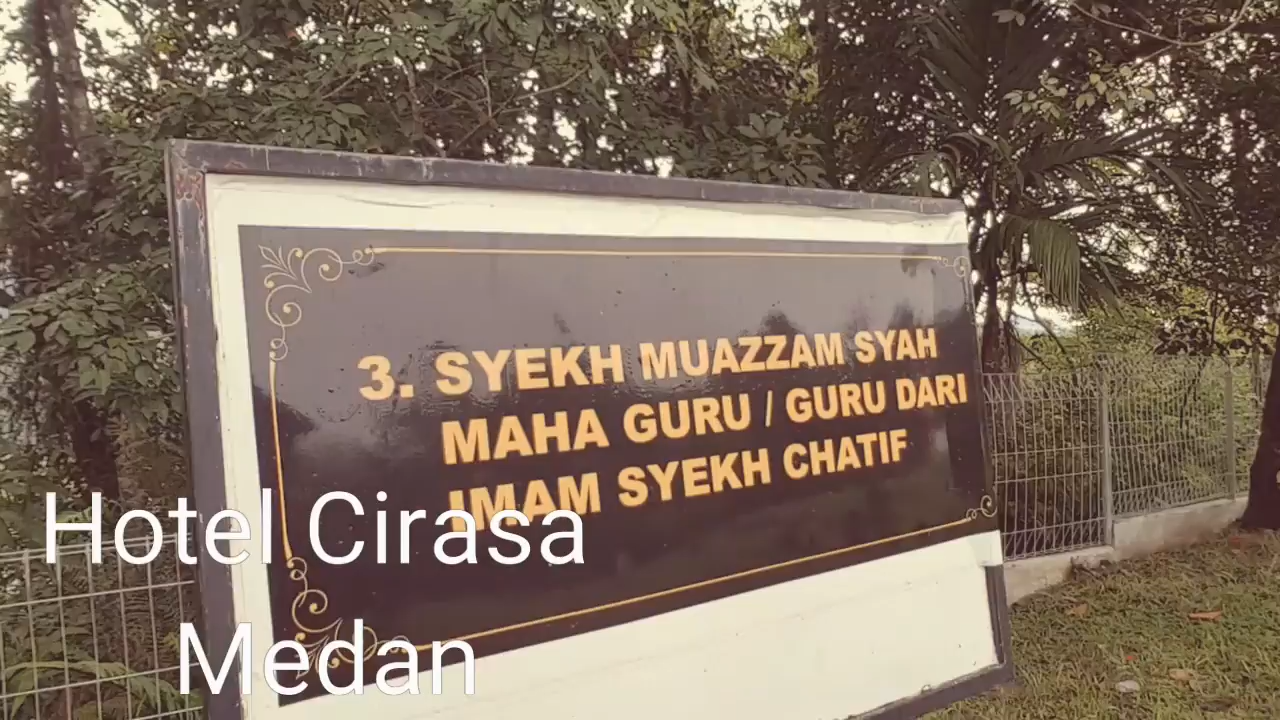 3. SYEKH MUAZZAM SYAH
MAHA GURU / GURU DARI
IMAM SYEKH CHATIF
Hotel Cirasa
Medan